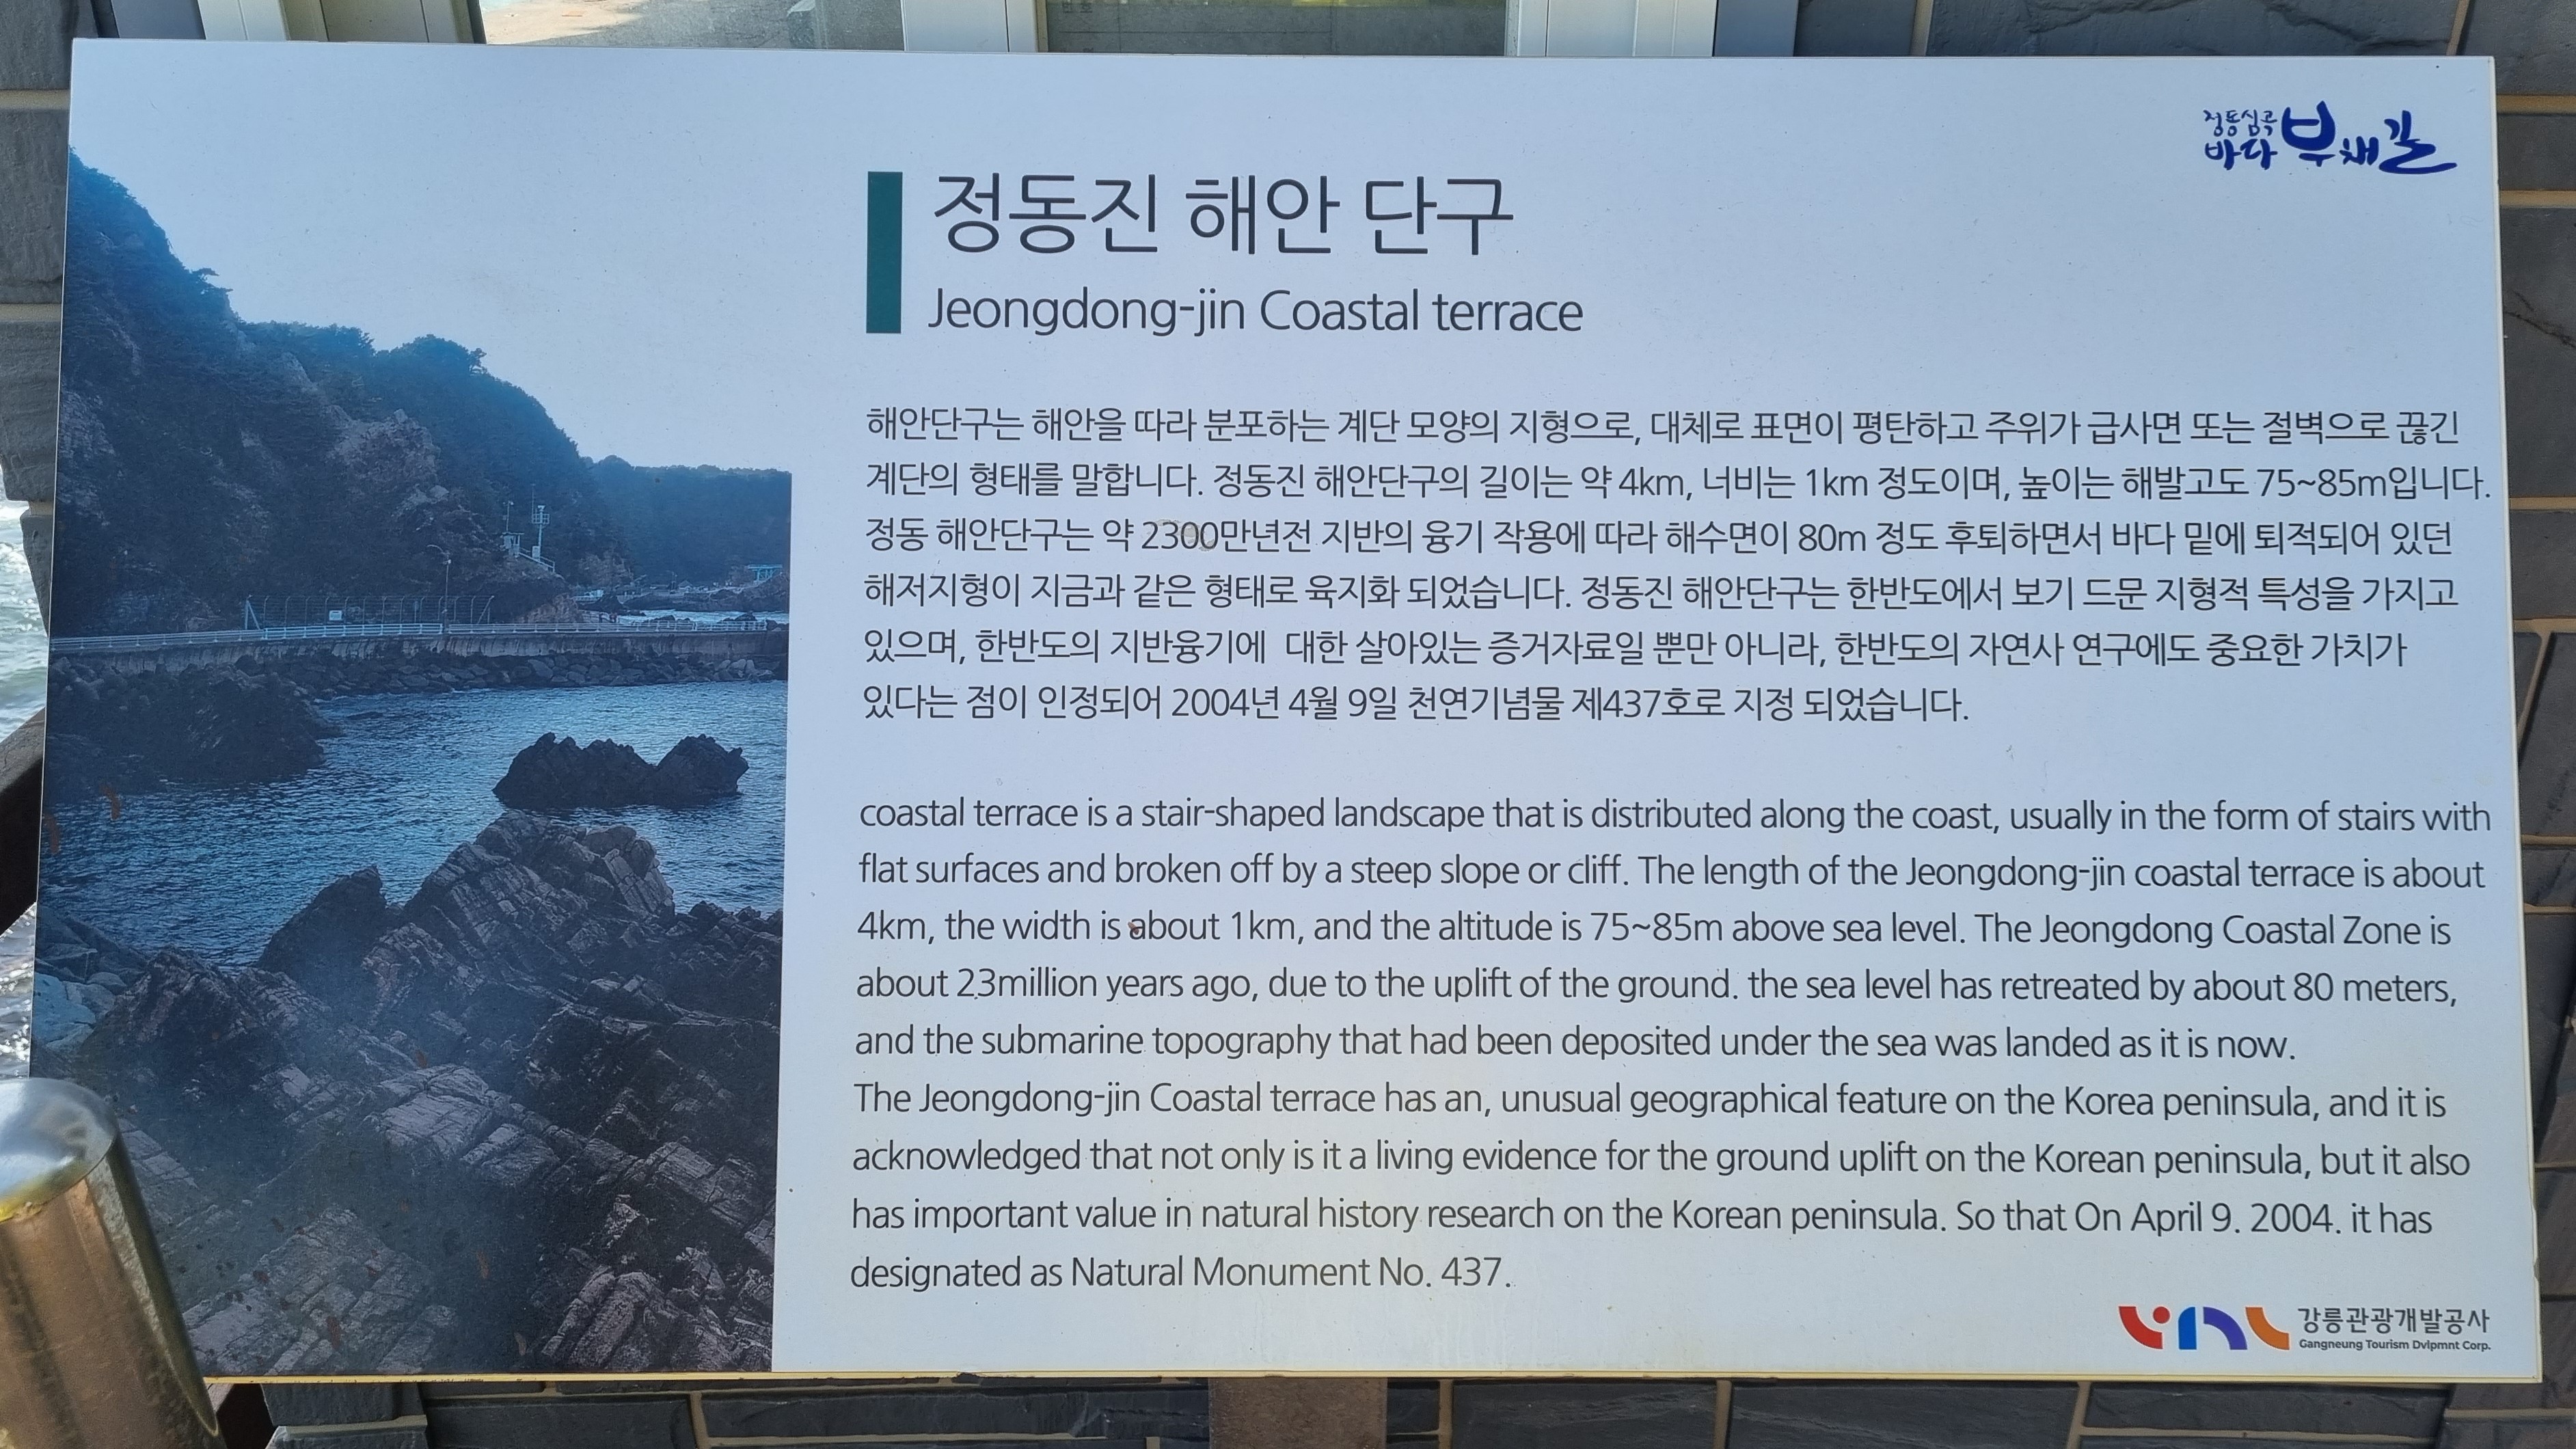 정동심곡
바다 부채길
정동진 해안 단구
Jeongdong-jin Coastal terrace
해안단구는 해안을 따라 분포하는 계단 모양의 지형으로, 대체로 표면이 평탄하고 주위가 급사면 또는 절벽으로 끊긴
계단의 형태를 말합니다. 정동진 해안단구의 길이는 약 4km, 너비는 1km 정도이며, 높이는 해발고도 75~85m입니다.
정동 해안단구는 약 2300만년전 지반의 융기 작용에 따라 해수면이 80m 정도 후퇴하면서 바다 밑에 퇴적되어 있던
해저지형이 지금과 같은 형태로 육지화 되었습니다. 정동진 해안단구는 한반도에서 보기 드문 지형적 특성을 가지고
있으며, 한반도의 지반융기에 대한 살아있는 증거자료일 뿐만 아니라, 한반도의 자연사 연구에도 중요한 가치가
있다는 점이 인정되어 2004년 4월 9일 천연기념물 제437호로 지정 되었습니다.
coastal terrace is a stair-shaped landscape that is distributed along the coast, usually in the form of stairs with
flat surfaces and broken off by a steep slope or cliff. The length of the Jeongdong-jin coastal terrace is about
4km, the width is about 1km, and the altitude is 75~85m above sea level. The Jeongdong Coastal Zone is
about 23million years ago, due to the uplift of the ground. the sea level has retreated by about 80 meters,
and the submarine topography that had been deposited under the sea was landed as it is now.
The Jeongdong-jin Coastal terrace has an, unusual geographical feature on the Korea peninsula, and it is
acknowledged that not only is it a living evidence for the ground uplift on the Korean peninsula, but it also
has important value in natural history research on the Korean peninsula. So that On April 9. 2004. it has
designated as Natural Monument No. 437.
강릉관광개발공사
Gangneung Tourism Dvlpmnt Corp.